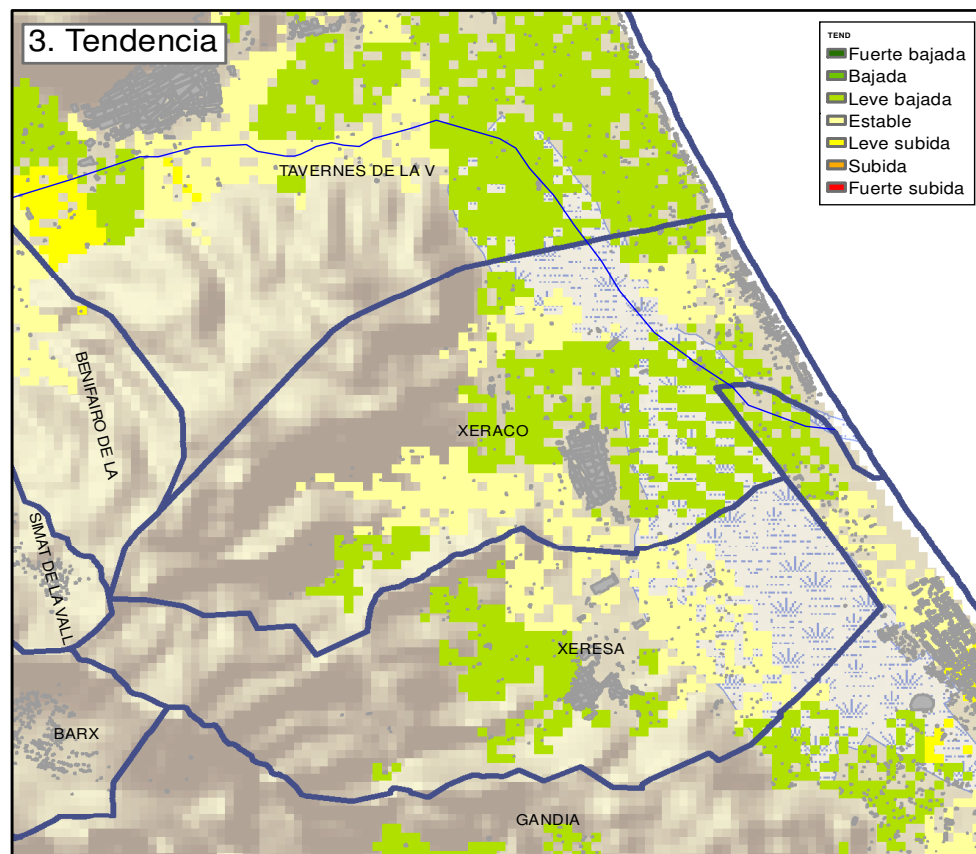 3. Tendencia
TEND
Fuerte bajada
Bajada
Leve bajada
Estable
Leve subida
Subida
Fuerte subida
TAVERNES DE LA V
BENIFAIRO DE LA
XERACO
SIMAT DE LA VALL
XERESA
BARX
GANDIA